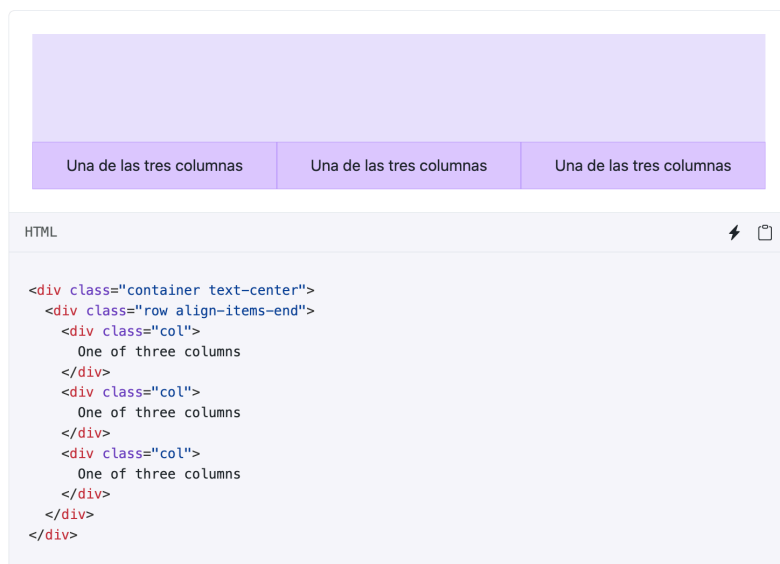 Una de las tres columnas Una de las tres columnas Una de las tres columnas
HTML
<div class="container text-center">
  <div class="row align-items-end">
    <div class="col">
      One of three columns
    </div>
    <div class="col">
      One of three columns
    </div>
    <div class="col">
      One of three columns
    </div>
  </div>
</div>